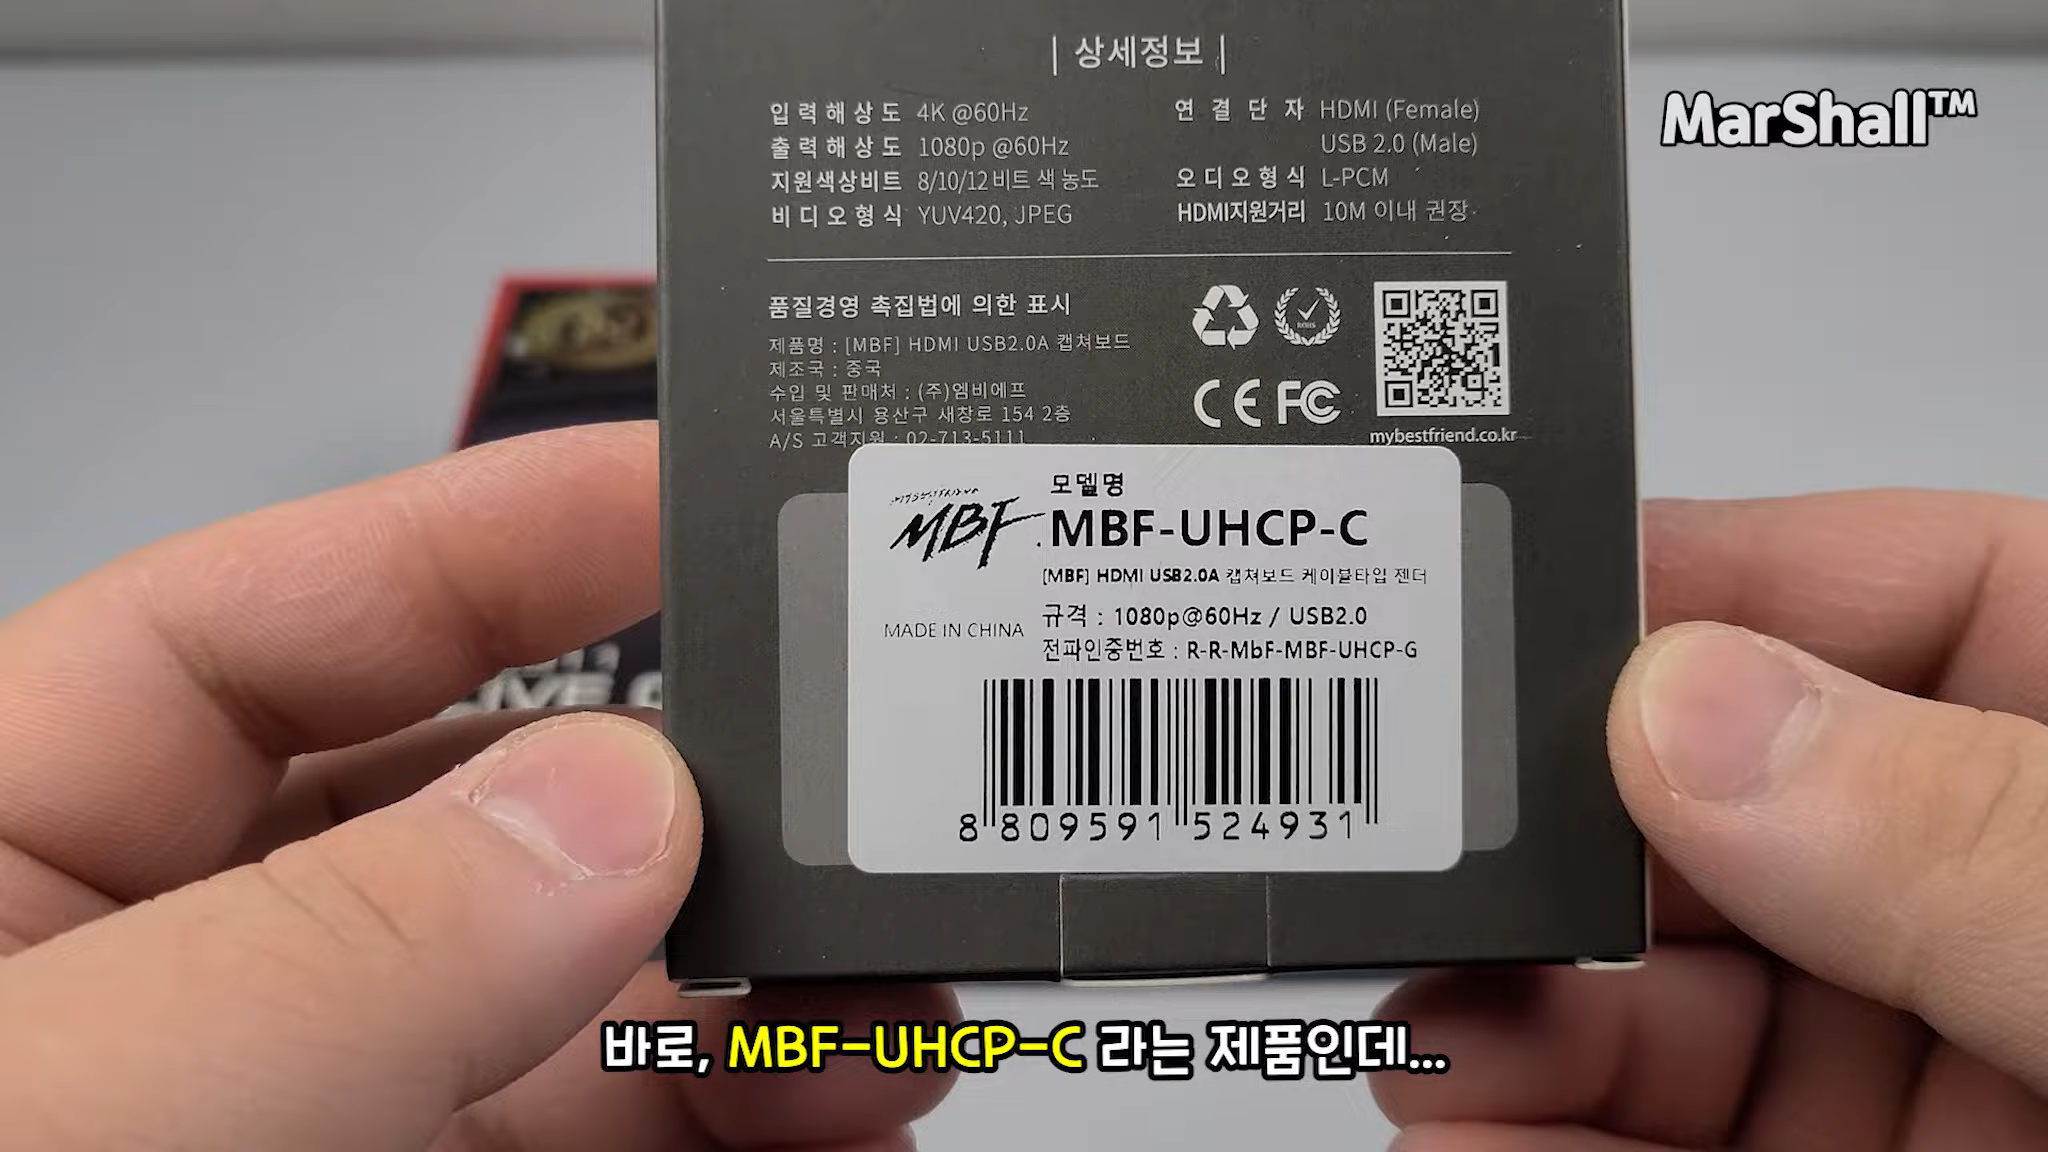 | 상세정보 |
입력해상도 4K @60Hz
출력해상도 1080p @60Hz
지원색상비트 8/10/12비트 색농도
비디오형식 YUV420, JPEG
연결단자 HDMI (Female)
USB 2.0 (Male)
오디오형식 L-PCM
HDMI지원거리 10M 이내 권장
MarShall™
품질경영 촉집법에 의한 표시
제품명 : [MBF] HDMI USB2.0A 캡쳐보드
제조국 : 중국
수입 및 판매처 : (주)엠비에프
서울특별시 용산구 새창로 154 2층
A/S 고객지원 : 02-713-5111
ROHS
CE FC
mybestfriend.co.kr
MBF
모델명
MBF-UHCP-C
[MBF] HDMI USB2.0A 캡쳐보드 케이블타입 젠더
MADE IN CHINA
규격 : 1080p@60Hz / USB2.0
전파인중번호 : R-R-MbF-MBF-UHCP-G
8 809591 524931
바로, MBF-UHCP-C 라는 제품인데...